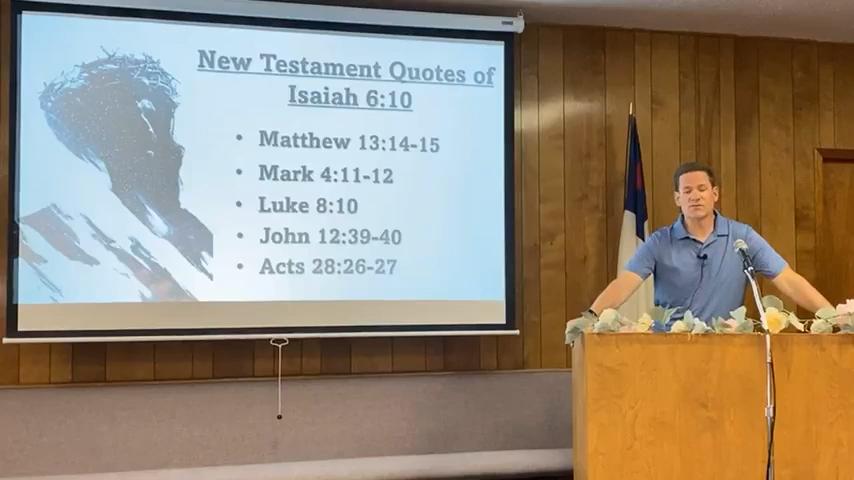 New Testament Quotes of
Isaiah 6:10
• Matthew 13:14-15
• Mark 4:11-12
• Luke 8:10
• John 12:39-40
• Acts 28:26-27